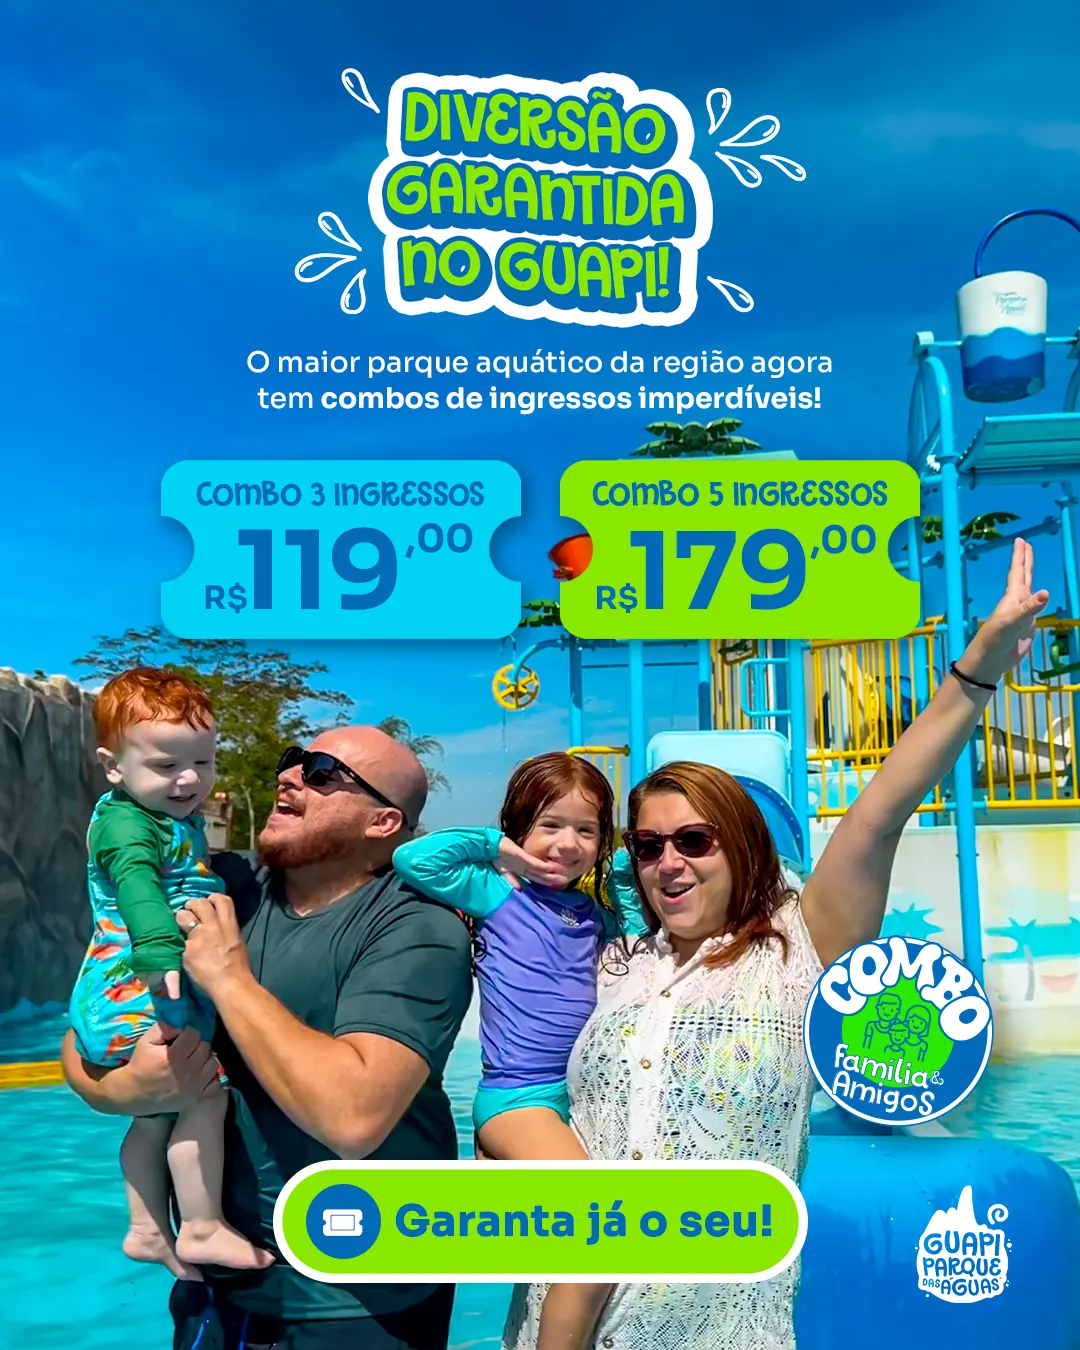 DIVERSÃO
GARANTIDA
NO GUAPI!
O maior parque aquático da região agora
tem combos de ingressos imperdíveis!
COMBO 3 INGRESSOS
R$119,00
COMBO 5 INGRESSOS
R$179,00
COMBO
Família &
Amigos
Garanta já o seu!
GUAPI
PARQUE
DAS ÁGUAS